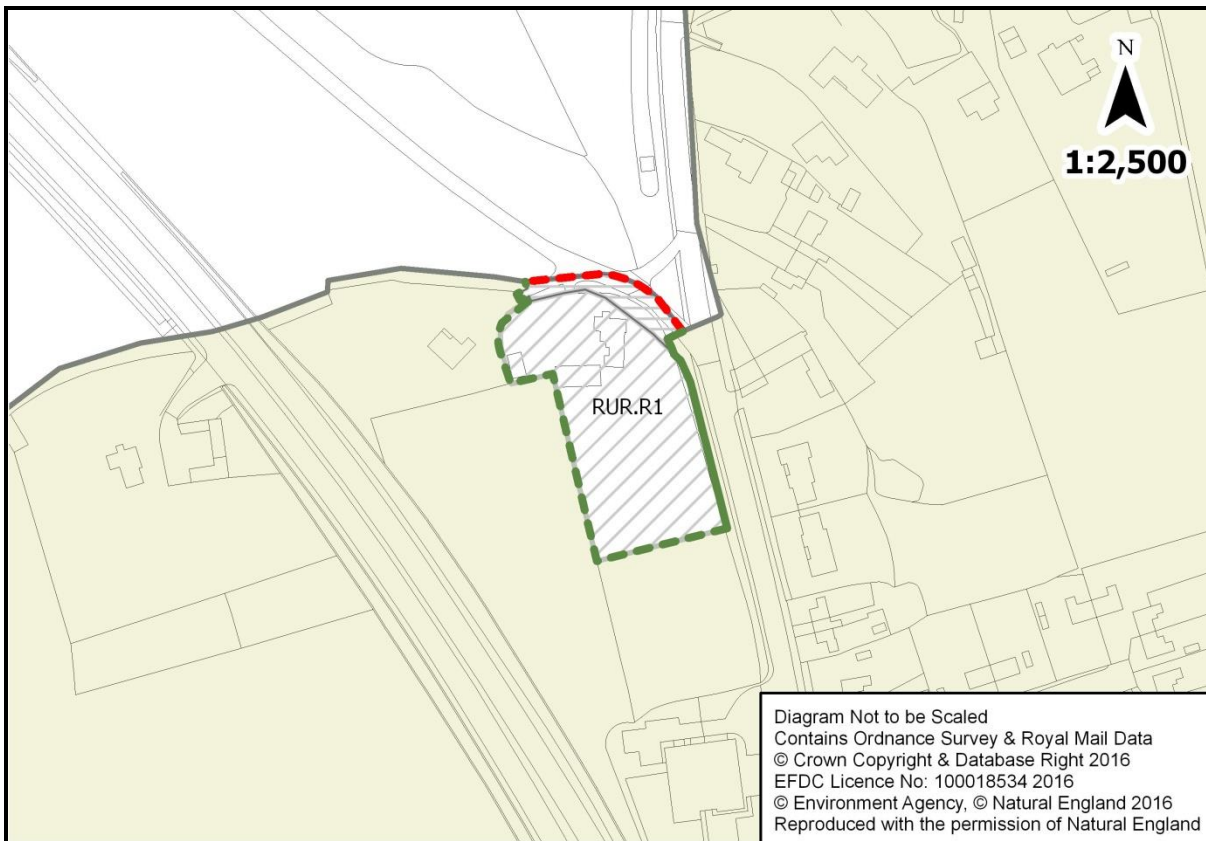 N
1:2,500
RUR.R1
Diagram Not to be Scaled
Contains Ordnance Survey & Royal Mail Data
© Crown Copyright & Database Right 2016
EFDC Licence No: 100018534 2016
© Environment Agency, © Natural England 2016
Reproduced with the permission of Natural England